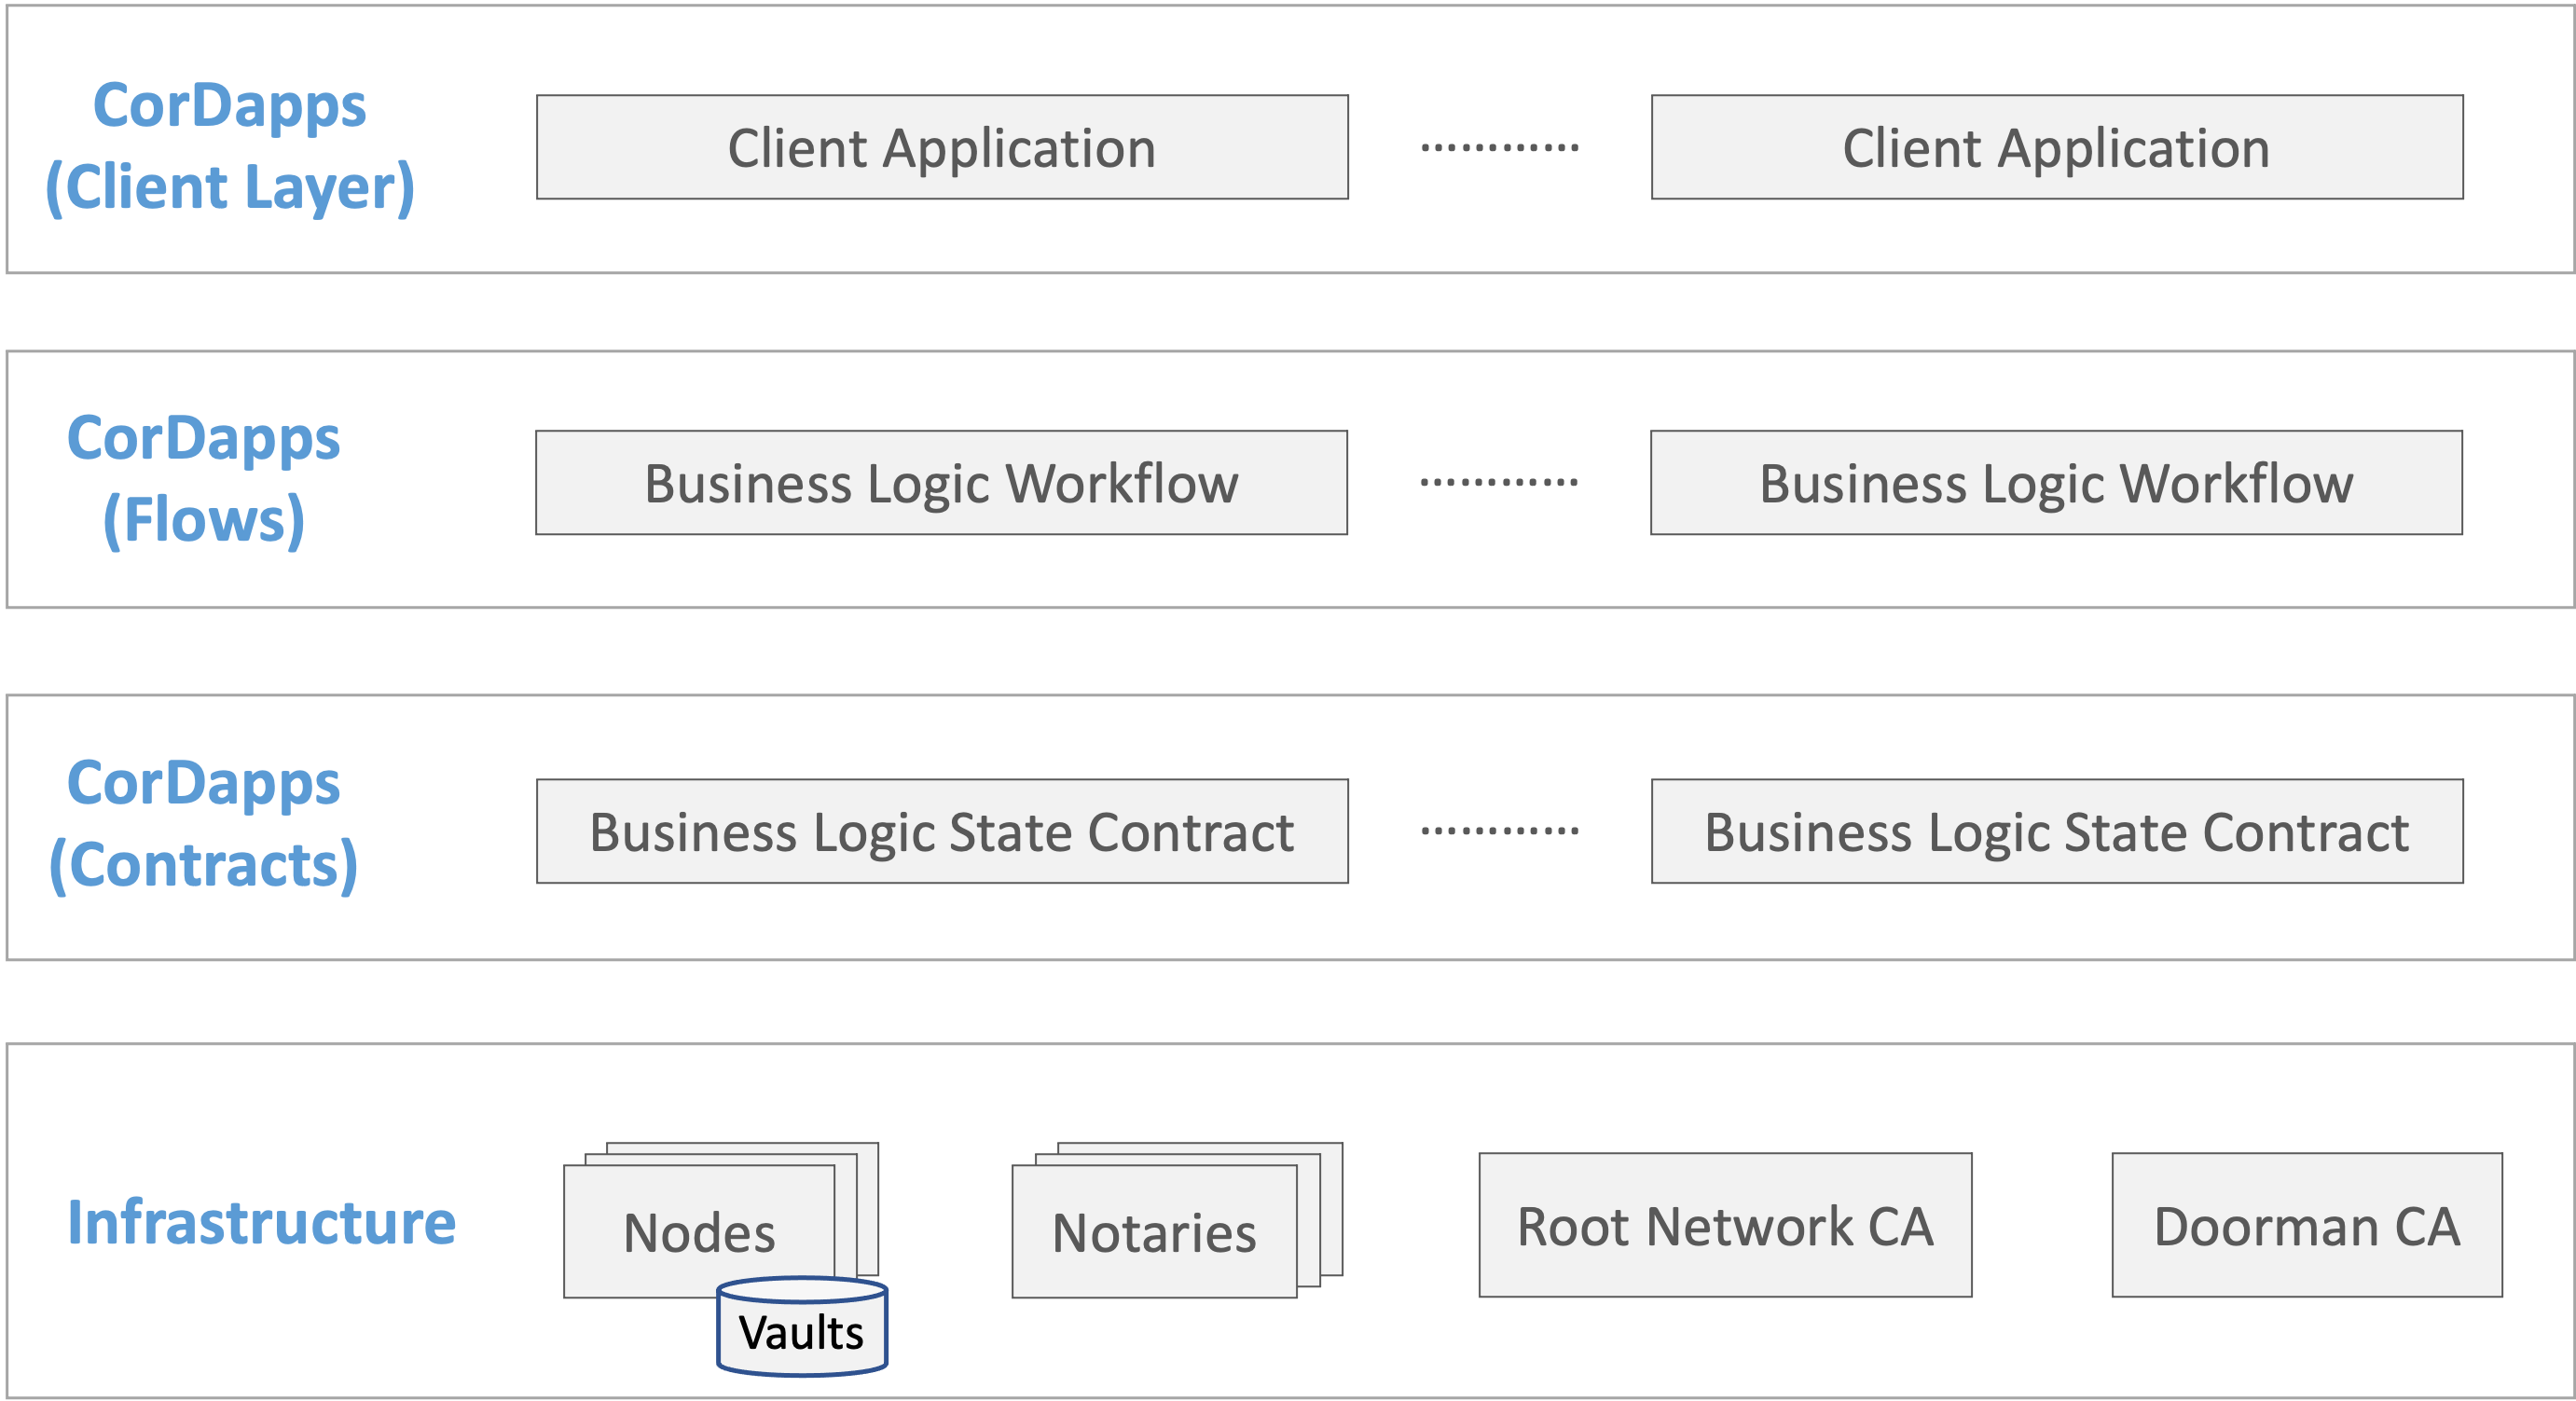 CorDapps
(Client Layer)
Client Application
............
Client Application
CorDapps
(Flows)
Business Logic Workflow
............
Business Logic Workflow
CorDapps
(Contracts)
Business Logic State Contract
............
Business Logic State Contract
Infrastructure
Nodes
Vaults
Notaries
Root Network CA
Doorman CA